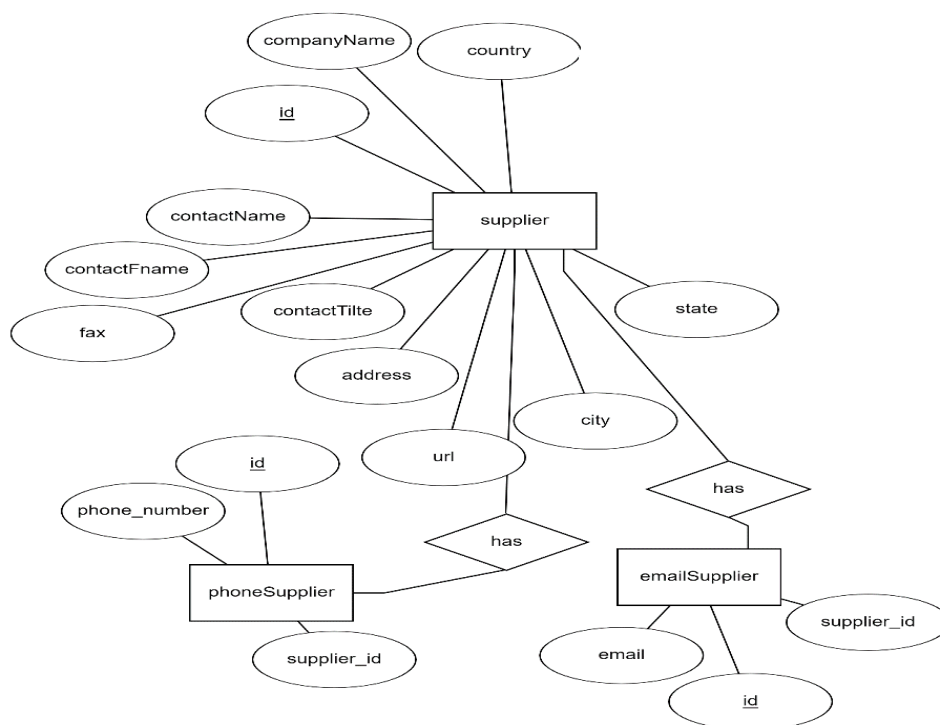 companyName
country
id
contactName
supplier
contactFname
contactTilte
state
fax
address
city
url
id
phone_number
has
has
phoneSupplier
emailSupplier
supplier_id
supplier_id
email
id